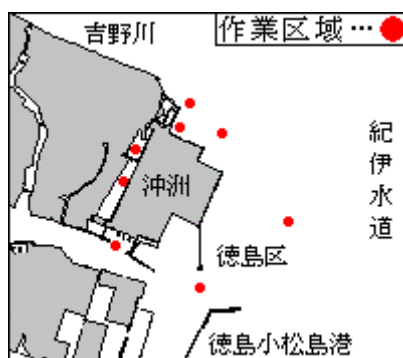 吉野川
作業区域…
紀伊水道
沖洲
徳島区
徳島小松島港